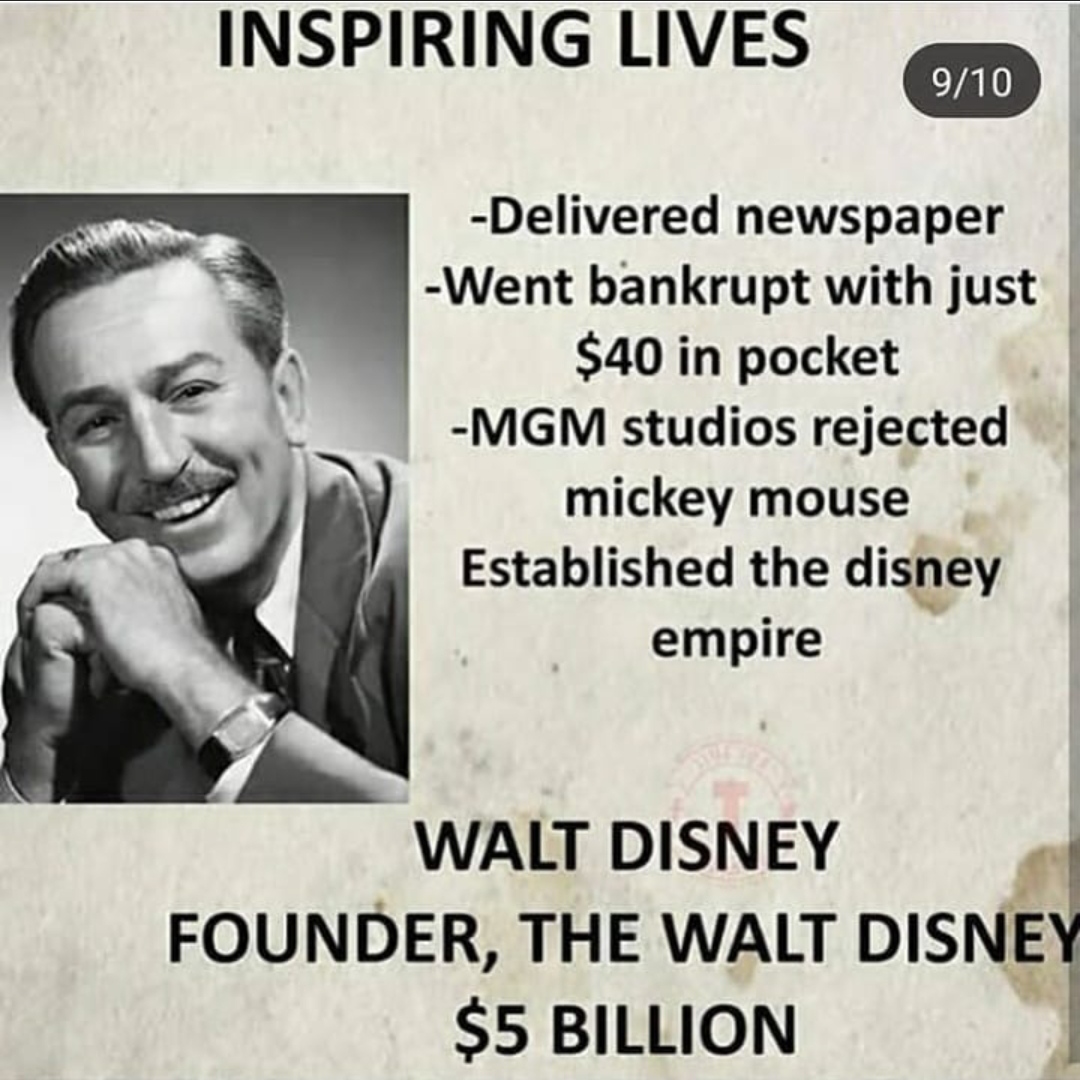 INSPIRING LIVES
9/10
-Delivered newspaper
-Went bankrupt with just
$40 in pocket
-MGM studios rejected
mickey mouse
Established the disney
empire
WALT DISNEY
FOUNDER, THE WALT DISNEY
$5 BILLION